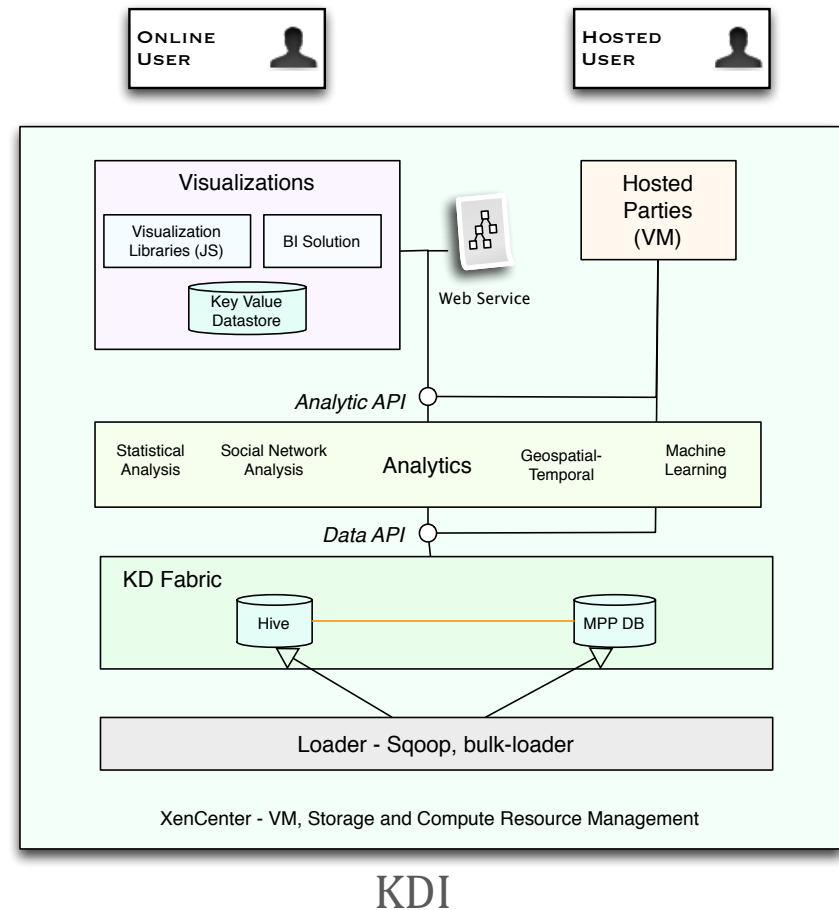 ONLINE
USER
HOSTED
USER
Visualizations
Visualization
Libraries (JS)
BI Solution
Key Value
Datastore
Web Service
Hosted
Parties
(VM)
Analytic API
Statistical
Analysis
Social Network
Analysis
Analytics
Geospatial-
Temporal
Machine
Learning
Data API
KD Fabric
Hive
MPP DB
Loader - Sqoop, bulk-loader
XenCenter - VM, Storage and Compute Resource Management
KDI